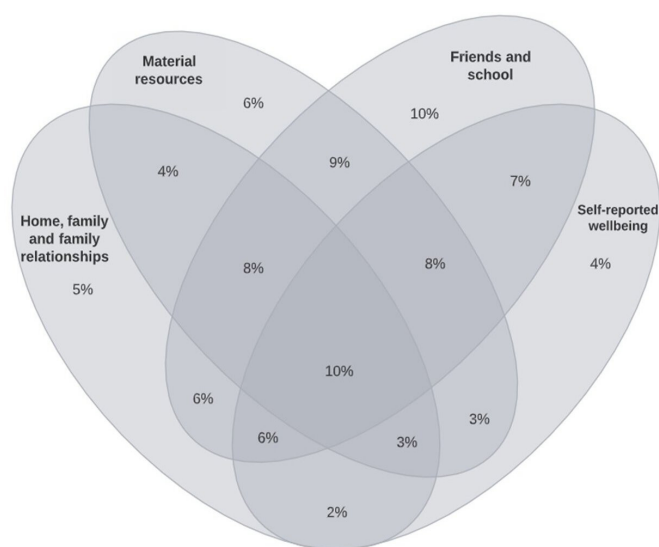 Material
resources
Friends and
school
6%
10%
9%
4%
7%
Home, family
and family
relationships
Self-reported
wellbeing
8%
8%
4%
5%
10%
6%
3%
6%
3%
2%